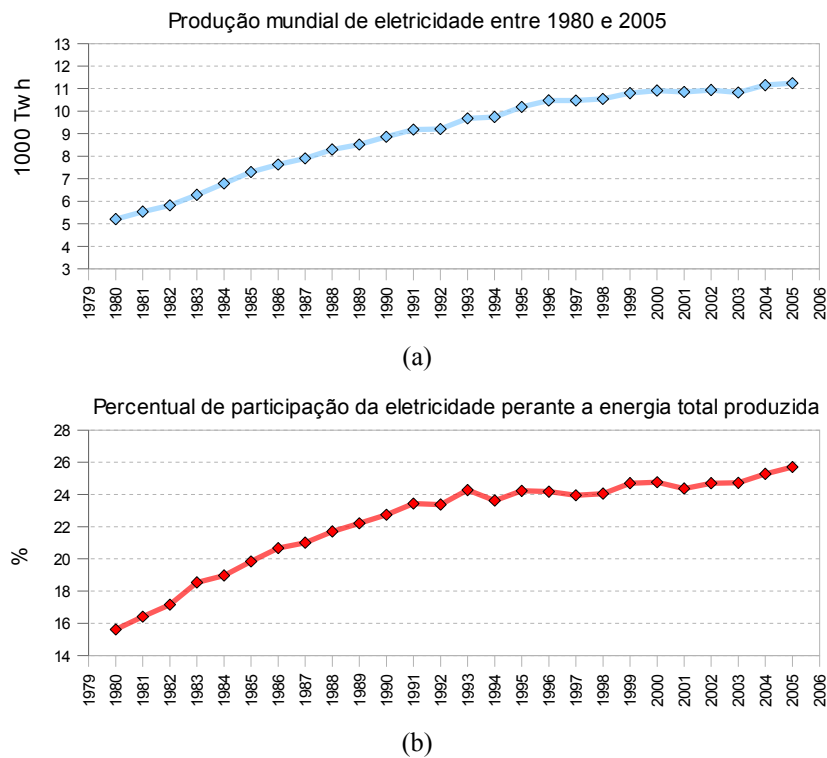 Produção mundial de eletricidade entre 1980 e 2005
13
12
11
10
9
8
7
6
5
4
3
1000 Tw h
1979 1980 1981 1982 1983 1984 1985 1986 1987 1988 1989 1990 1991 1992 1993 1994 1995 1996 1997 1998 1999 2000 2001 2002 2003 2004 2005 2006
(a)
Percentual de participação da eletricidade perante a energia total produzida
28
26
24
22
20
18
16
14
%
1979 1980 1981 1982 1983 1984 1985 1986 1987 1988 1989 1990 1991 1992 1993 1994 1995 1996 1997 1998 1999 2000 2001 2002 2003 2004 2005 2006
(b)